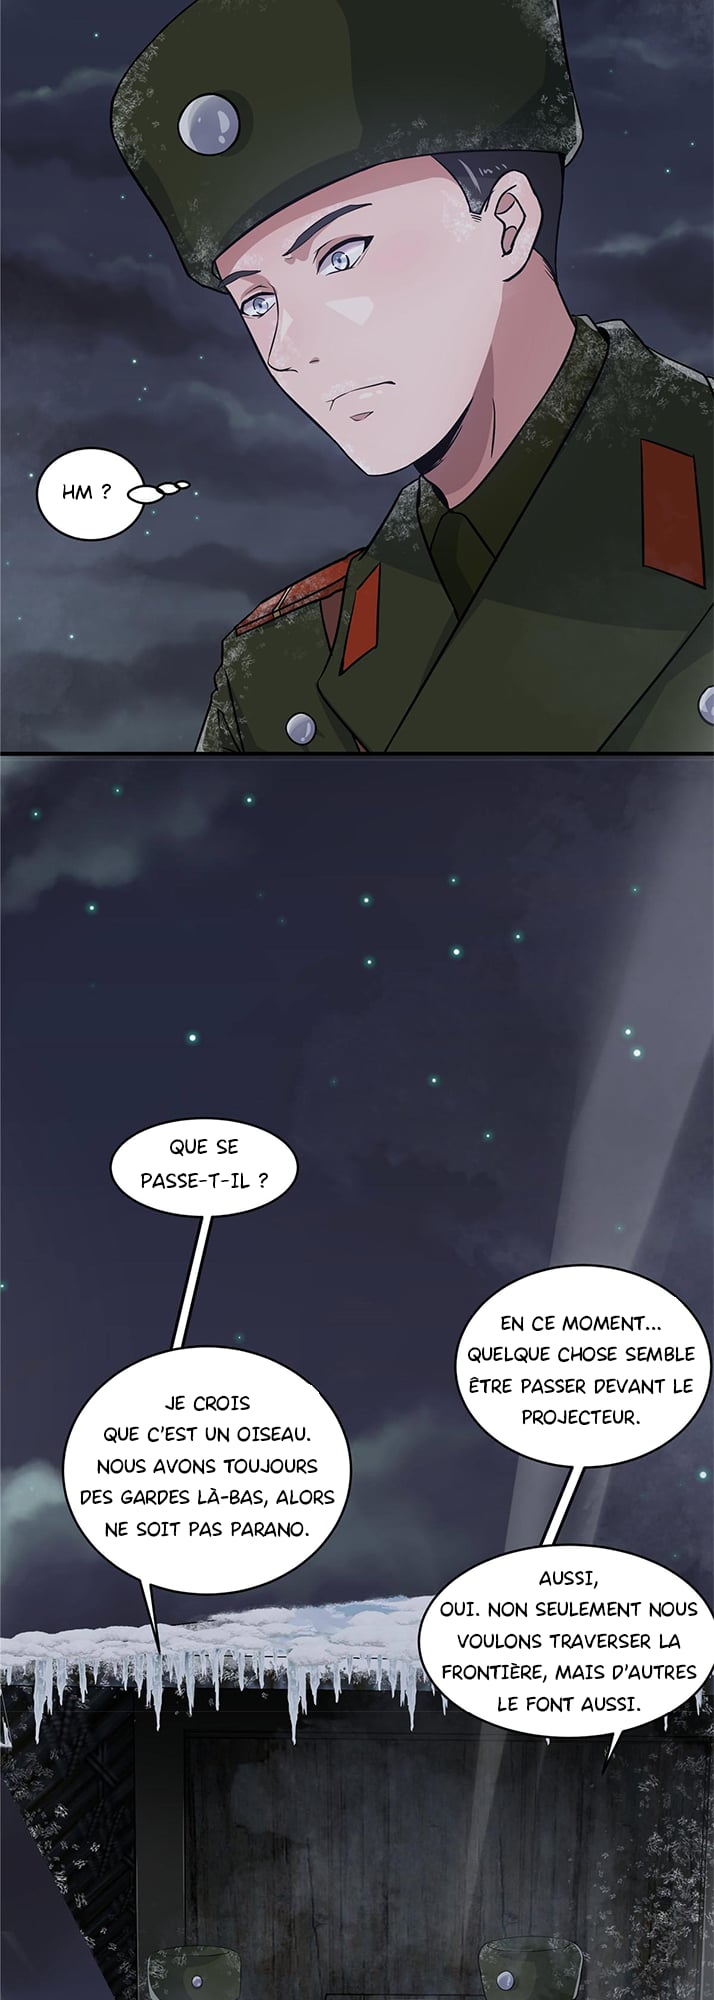 HM ?
QUE SE
PASSE-T-IL ?
EN CE MOMENT...
QUELQUE CHOSE SEMBLE
ÊTRE PASSER DEVANT LE
PROJECTEUR.
JE CROIS
QUE C'EST UN OISEAU.
NOUS AVONS TOUJOURS
DES GARDES LÀ-BAS, ALORS
NE SOIT PAS PARANO.
AUSSI,
OUI. NON SEULEMENT NOUS
VOULONS TRAVERSER LA
FRONTIÈRE, MAIS D'AUTRES
LE FONT AUSSI.